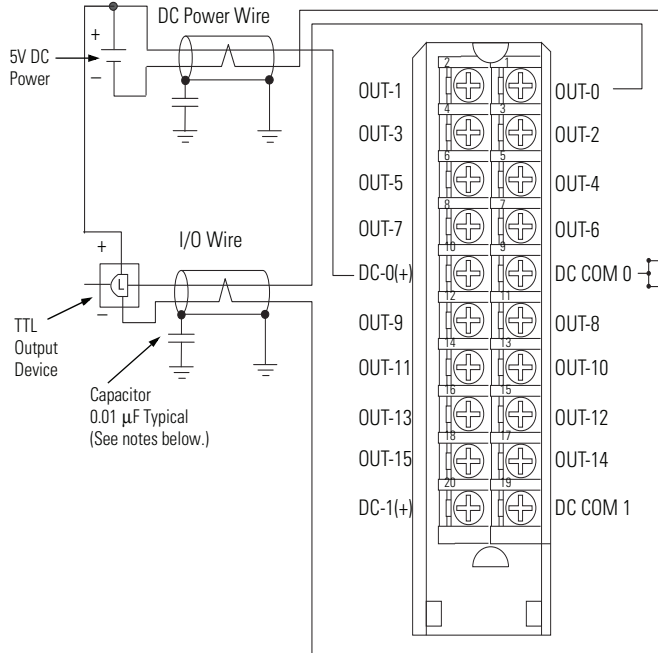 DC Power Wire
+
5V DC
Power
–
I/O Wire
+
L
–
TTL
Output
Device
Capacitor
0.01 µF Typical
(See notes below.)
2 1
OUT-1 OUT-0
4 3
OUT-3 OUT-2
6 5
OUT-5 OUT-4
8 7
OUT-7 OUT-6
10 9
DC-0(+) DC COM 0
12 11
OUT-9 OUT-8
14 13
OUT-11 OUT-10
16 15
OUT-13 OUT-12
18 17
OUT-15 OUT-14
20 19
DC-1(+) DC COM 1